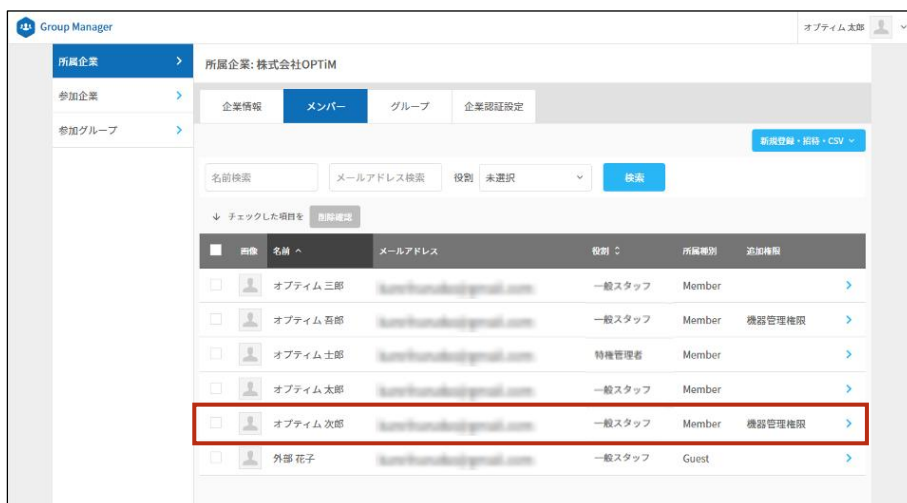 Group Manager
オプティム 太郎
所属企業
参加企業
参加グループ
所属企業: 株式会社OPTiM
企業情報 メンバー グループ 企業認証設定
新規登録・招待・CSV
名前検索 メールアドレス検索 役割 未選択 検索
チェックした項目を 削除確認
画像 名前 メールアドレス 役割 所属種別 追加権限
オプティム 三郎 一般スタッフ Member
オプティム 吾郎 一般スタッフ Member 機器管理権限
オプティム 士郎 特権管理者 Member
オプティム 太郎 一般スタッフ Member
オプティム 次郎 一般スタッフ Member 機器管理権限
外部 花子 一般スタッフ Guest